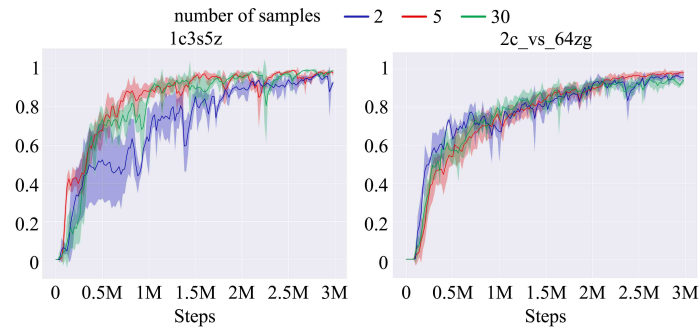 number of samples 2 5 30
1c3s5z 2c_vs_64zg
1 1
0.8 0.8
0.6 0.6
0.4 0.4
0.2 0.2
0 0
0 0.5M 1M 1.5M 2M 2.5M 3M 0 0.5M 1M 1.5M 2M 2.5M 3M
Steps Steps